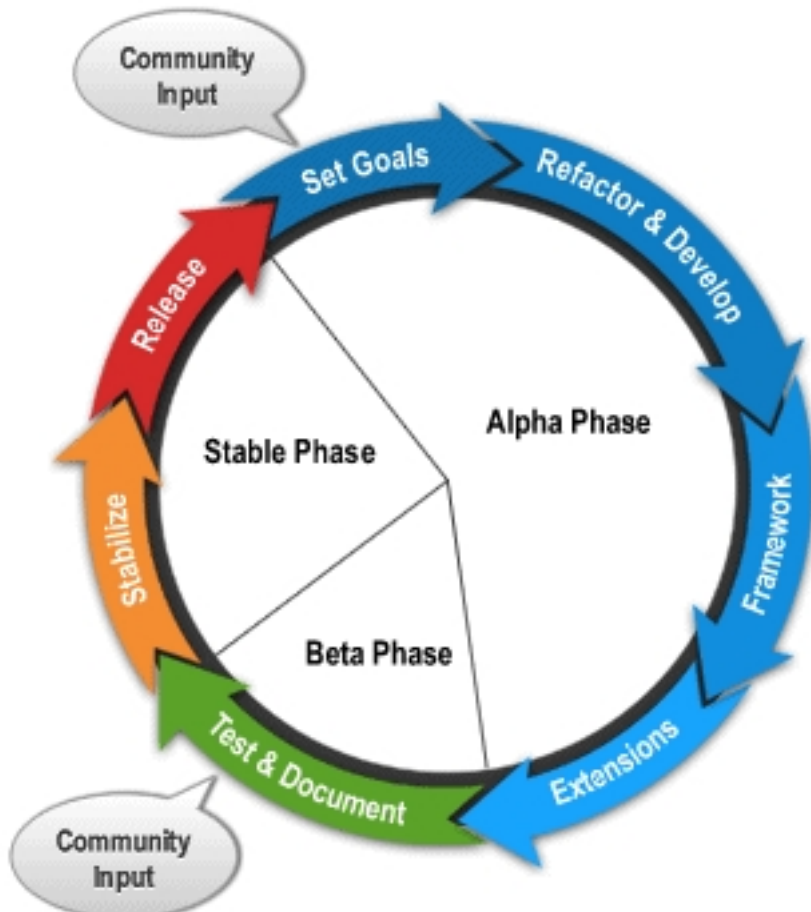 Community
Input
Set Goals
Refactor & Develop
Release
Alpha Phase
Stable Phase
Framework
Stabilize
Beta Phase
Extensions
Test & Document
Community
Input